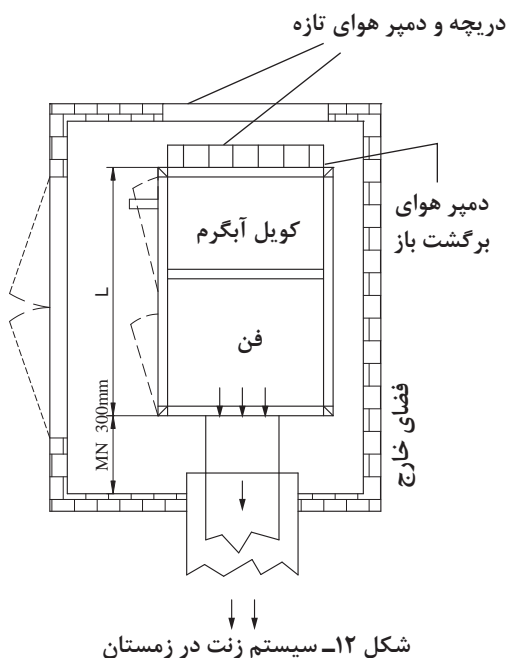 دریچه و دمپر هوای تازه
دمپر هوای
برگشت باز
کویل آبگرم
فن
L
MN 300mm
فضای خارج
شکل ۱۲ــ سیستم زنت در زمستان